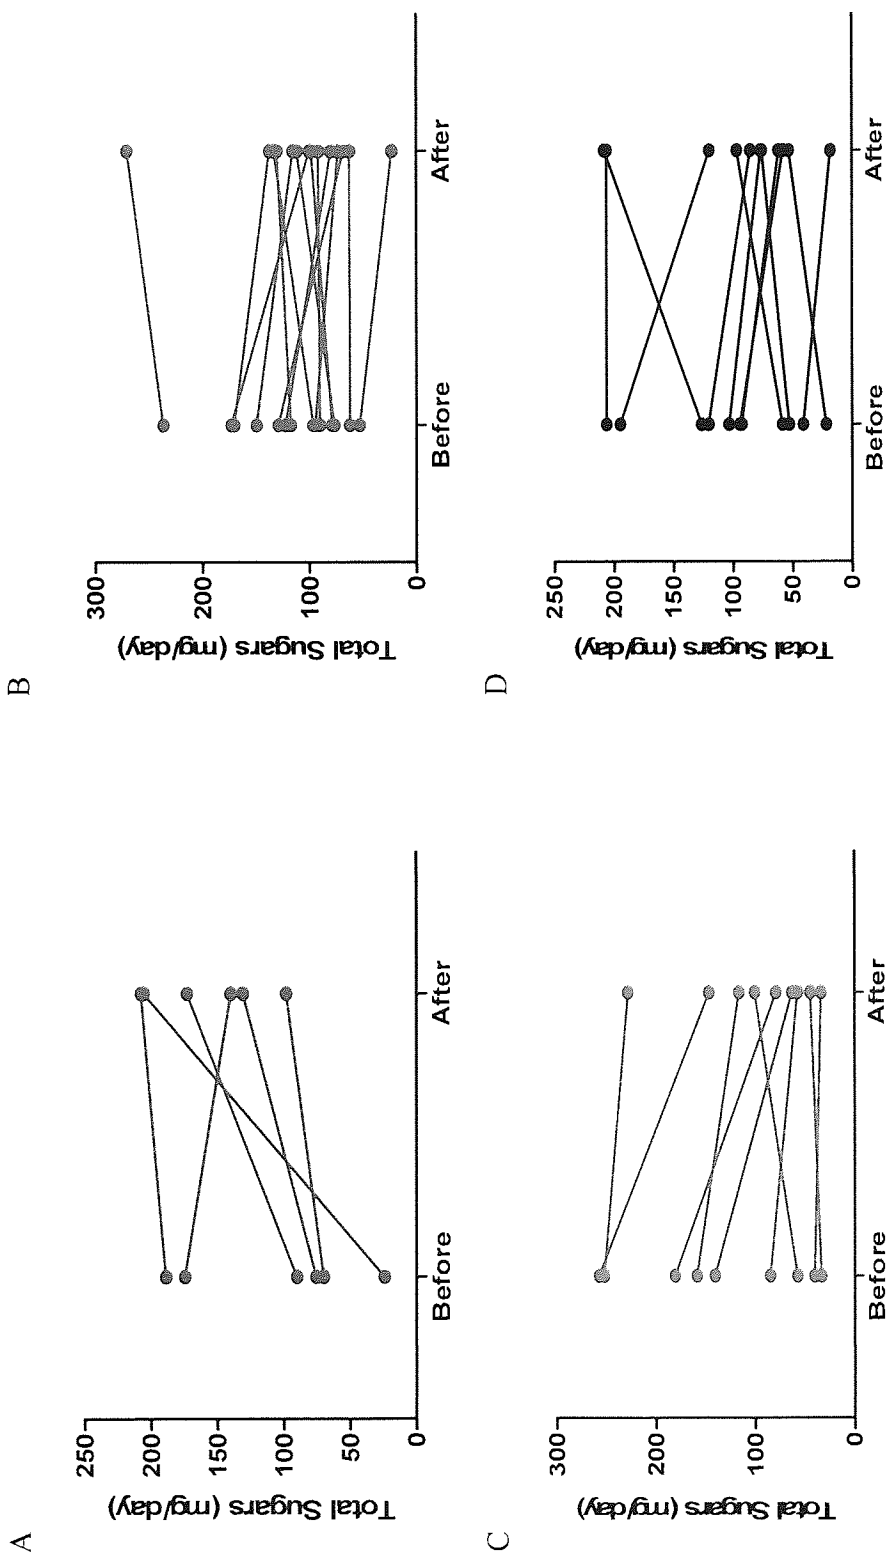 A
Total Sugars (mg/day)
250
200
150
100
50
0
Before
After
B
Total Sugars (mg/day)
300
200
100
0
Before
After
C
Total Sugars (mg/day)
300
200
100
0
Before
After
D
Total Sugars (mg/day)
250
200
150
100
50
0
Before
After